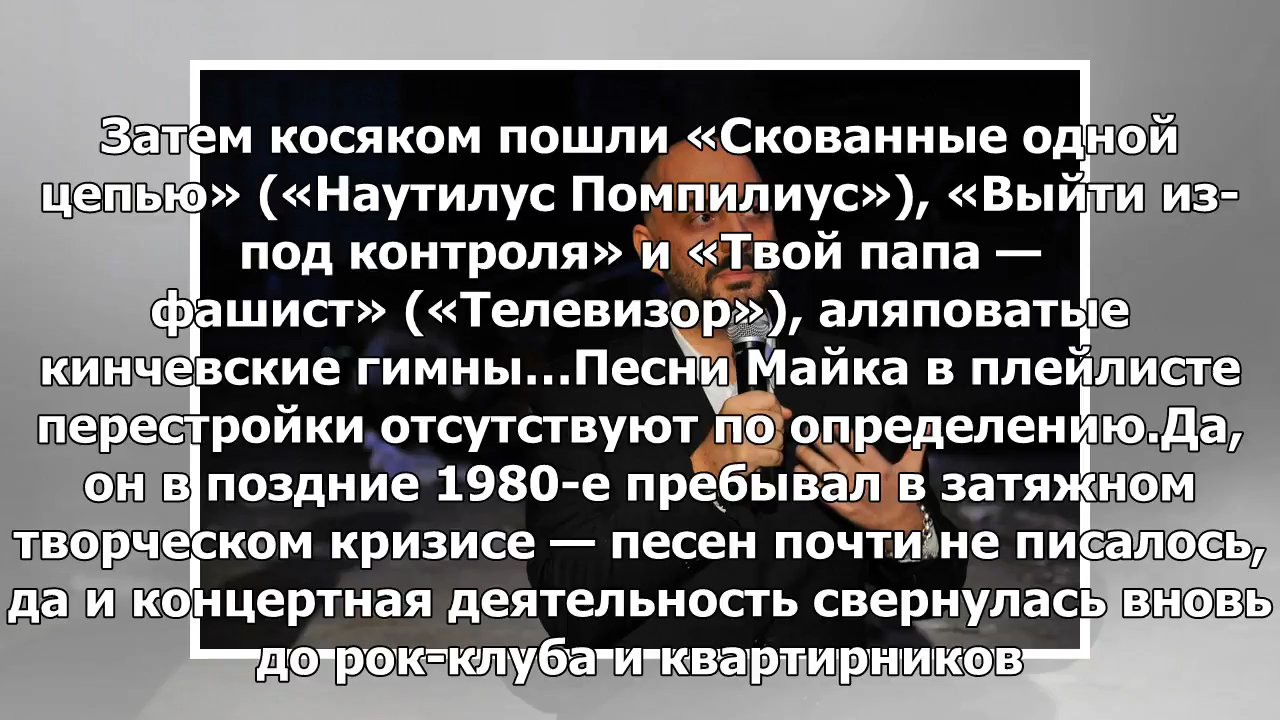 Затем косяком пошли «Скованные одной
цепью» («Наутилус Помпилиус»), «Выйти из-
под контроля» и «Твой папа —
фашист» («Телевизор»), аляповатые
кинчевские гимны...Песни Майка в плейлисте
перестройки отсутствуют по определению.Да,
он в поздние 1980-е пребывал в затяжном
творческом кризисе — песен почти не писалось,
да и концертная деятельность свернулась вновь
до рок-клуба и квартирников